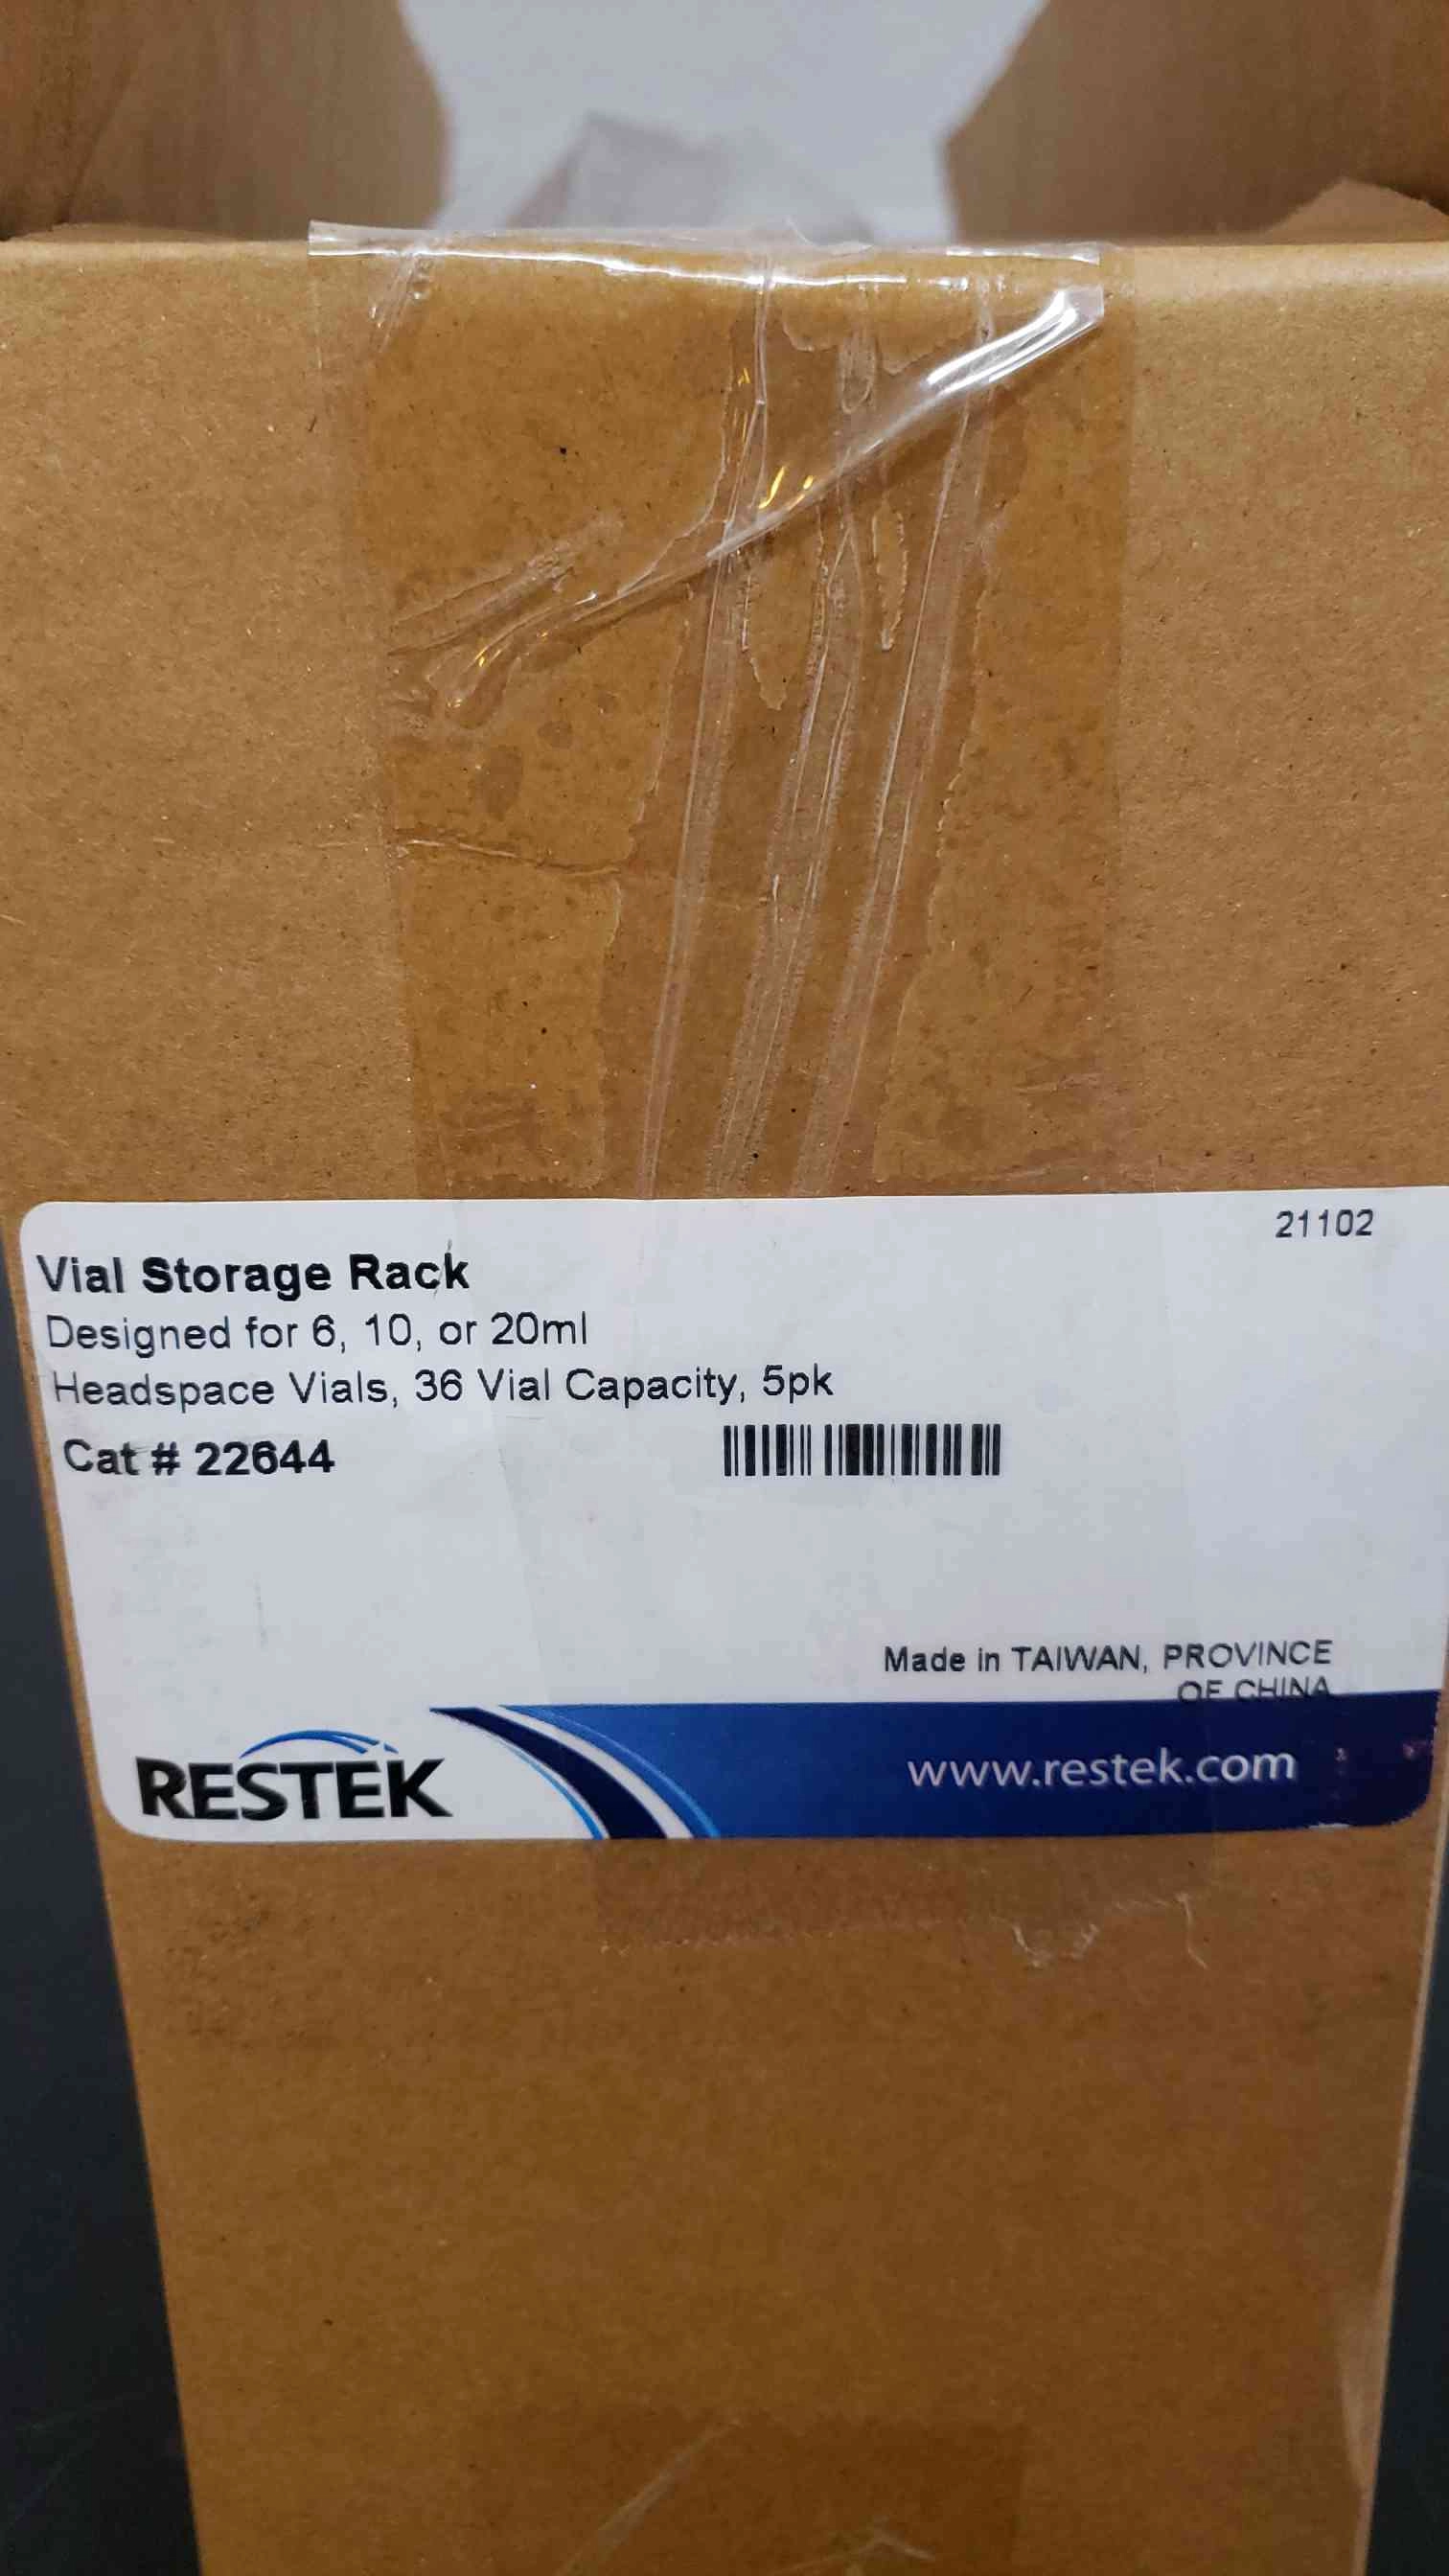 21102
Vial Storage Rack
Designed for 6, 10, or 20ml
Headspace Vials, 36 Vial Capacity, 5pk
Cat # 22644
Made in TAIWAN, PROVINCE
OF CHINA
RESTEK
www.restek.com